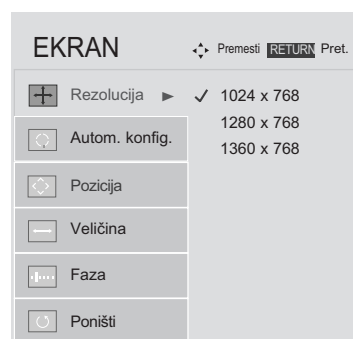 EKRAN
Premesti RETURN Pret.
Rezolucija ► ✓ 1024 x 768
1280 x 768
1360 x 768
Autom. konfig.
Pozicija
Veličina
Faza
Poništi